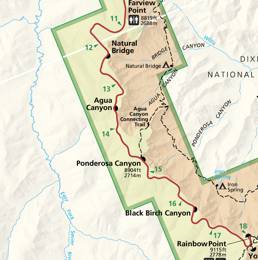 Farview
Point
11
8819ft
2688m
12
Natural
Bridge
Natural Bridge
CANYON
BRIDGE
DIXI
NATIONAL
13
Agua
Canyon
AGUA
CANYON
Agua
Canyon
Connecting
Trail
PONDEROSA
CANYON
14
Ponderosa Canyon
8904ft
2714m
15
16
Black Birch Canyon
Iron
Spring
18
17
Rainbow Point
9115ft
2778m
Yo